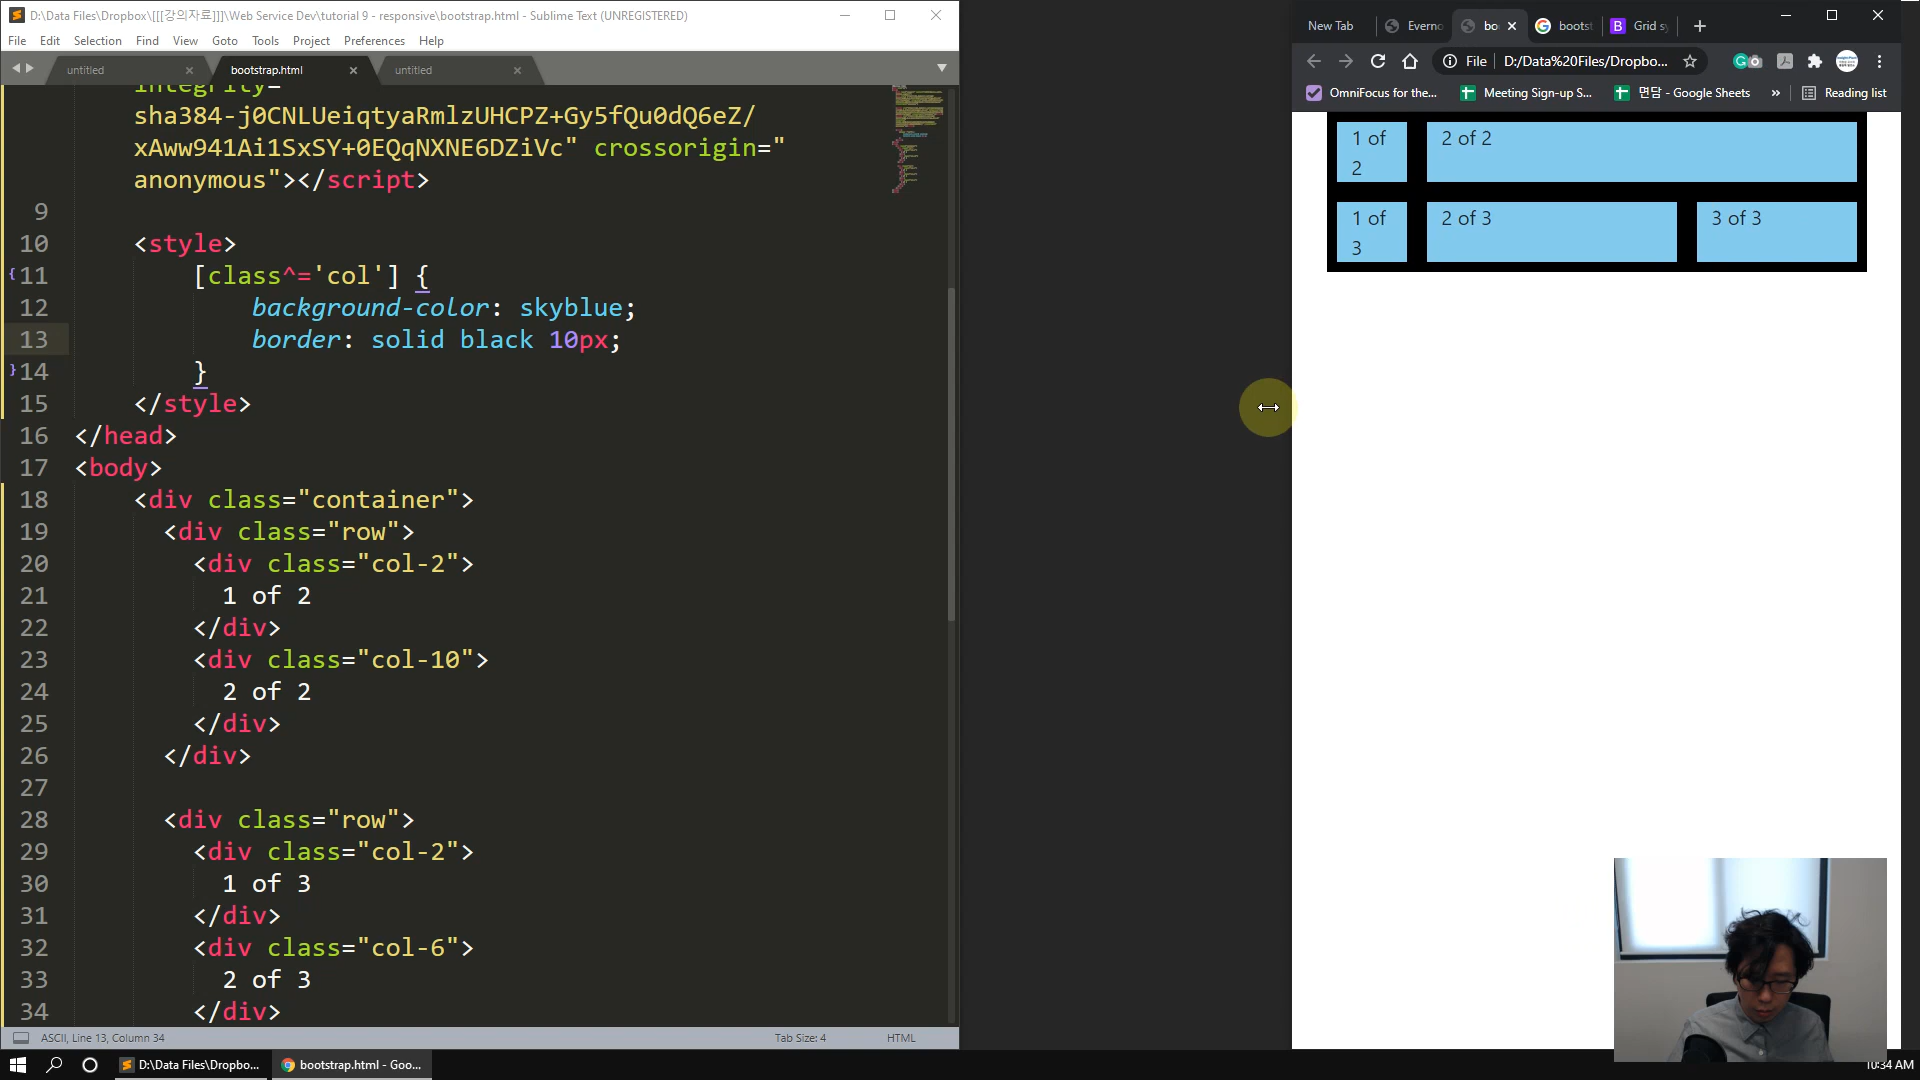 D:\Data Files\Dropbox\[[[강의자료]]]\Web Service Dev\tutorial 9 - responsive\bootstrap.html - Sublime Text (UNREGISTERED)
File Edit Selection Find View Goto Tools Project Preferences Help
untitled bootstrap.html untitled
integrity="
sha384-j0CNLUeiqtyaRmlzUHCPZ+Gy5fQu0dQ6eZ/
xAww941Ai1SxSY+0EQqNXNE6DZiVc" crossorigin="
anonymous"></script>
9
10 <style>
11 [class^='col'] {
12 background-color: skyblue;
13 border: solid black 10px;
14 }
15 </style>
16 </head>
17 <body>
18 <div class="container">
19 <div class="row">
20 <div class="col-2">
21 1 of 2
22 </div>
23 <div class="col-10">
24 2 of 2
25 </div>
26 </div>
27
28 <div class="row">
29 <div class="col-2">
30 1 of 3
31 </div>
32 <div class="col-6">
33 2 of 3
34 </div>
ASCII, Line 13, Column 34 Tab Size: 4 HTML
New Tab Everno bo boots Grid sy
File D:/Data%20Files/Dropbo...
OmniFocus for the... Meeting Sign-up S... 면담 - Google Sheets » Reading list
1 of
2
2 of 2
1 of
3
2 of 3
3 of 3
D:\Data Files\Dropbo... bootstrap.html - Goo... 10:34 AM